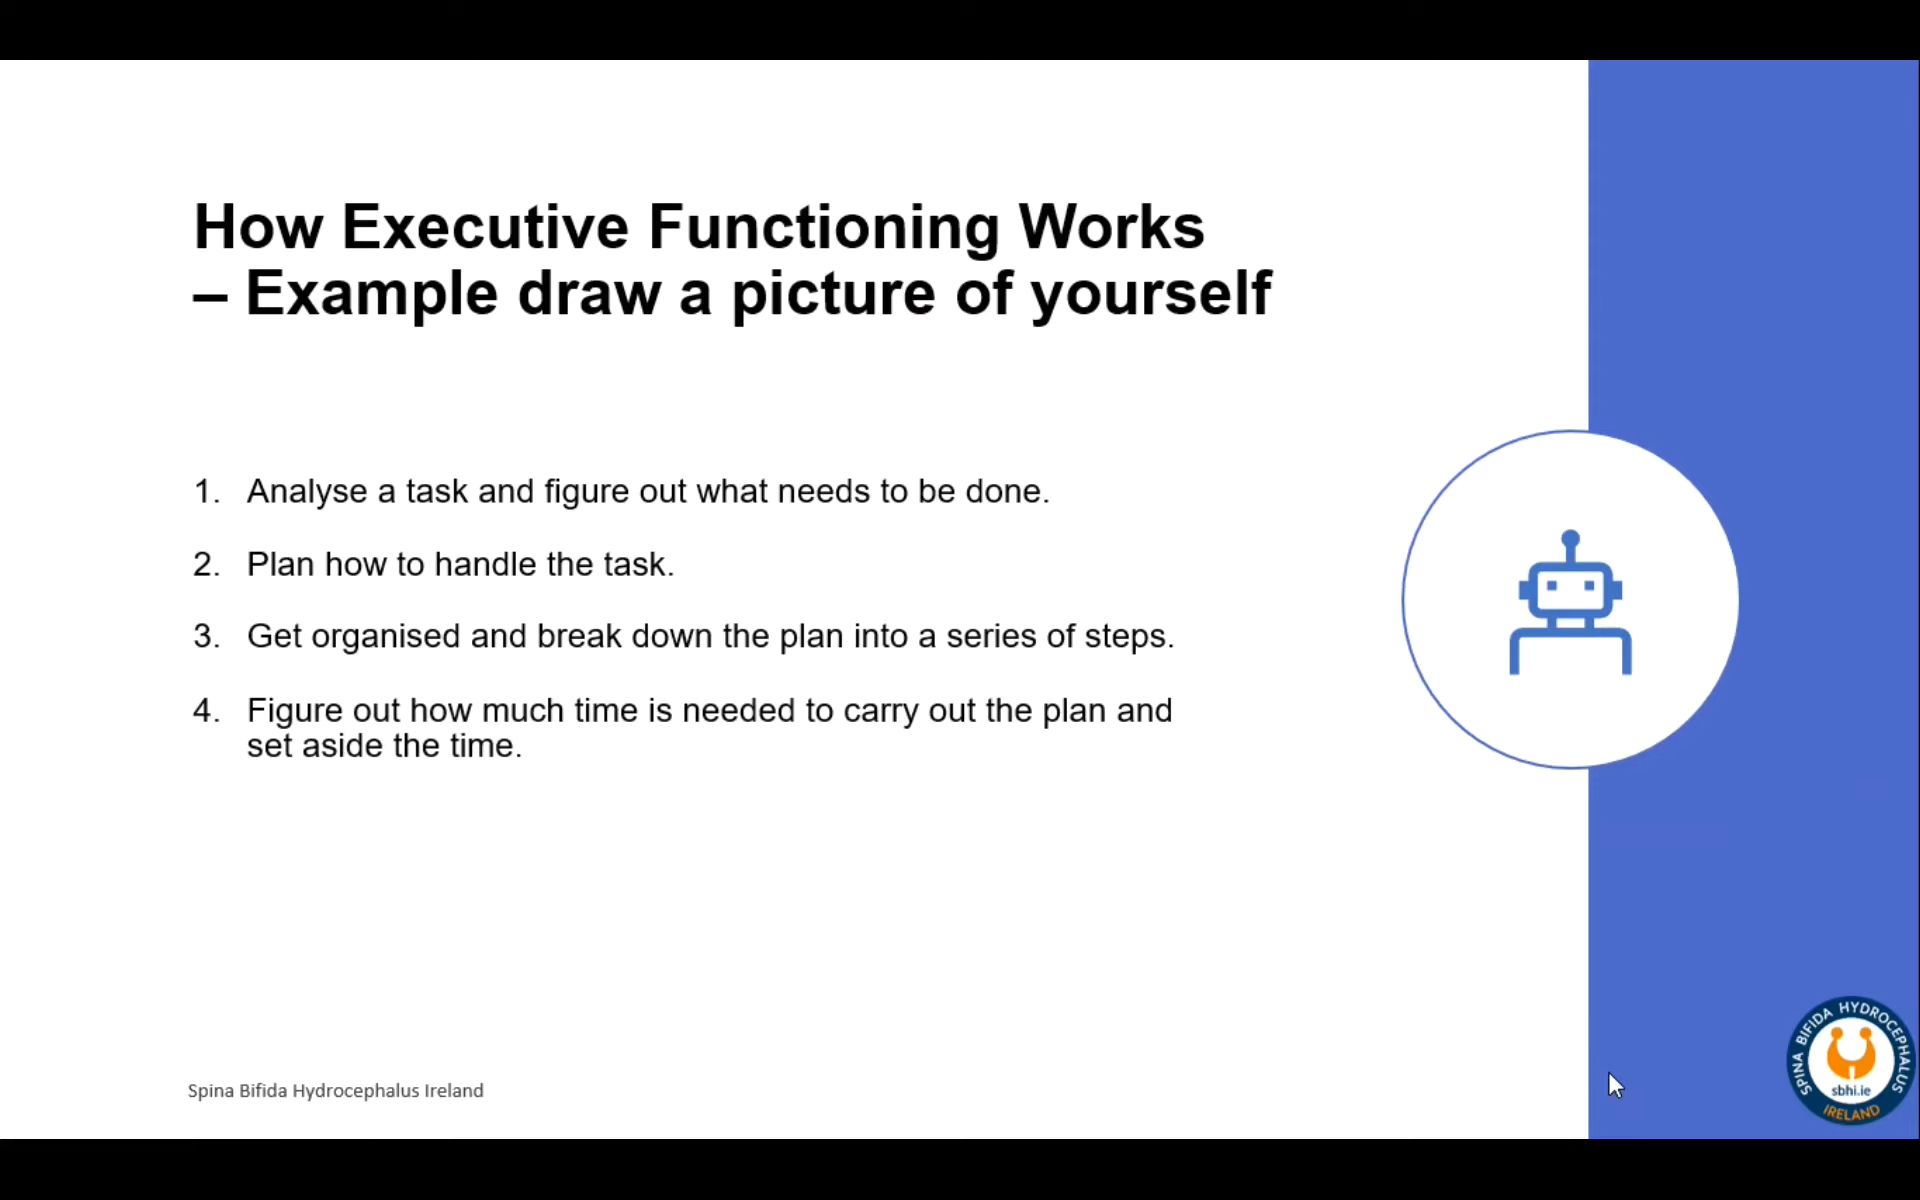 How Executive Functioning Works
– Example draw a picture of yourself
1. Analyse a task and figure out what needs to be done.
2. Plan how to handle the task.
3. Get organised and break down the plan into a series of steps.
4. Figure out how much time is needed to carry out the plan and
set aside the time.
Spina Bifida Hydrocephalus Ireland
SPINA BIFIDA HYDROCEPHALUS
sbhi.ie
IRELAND